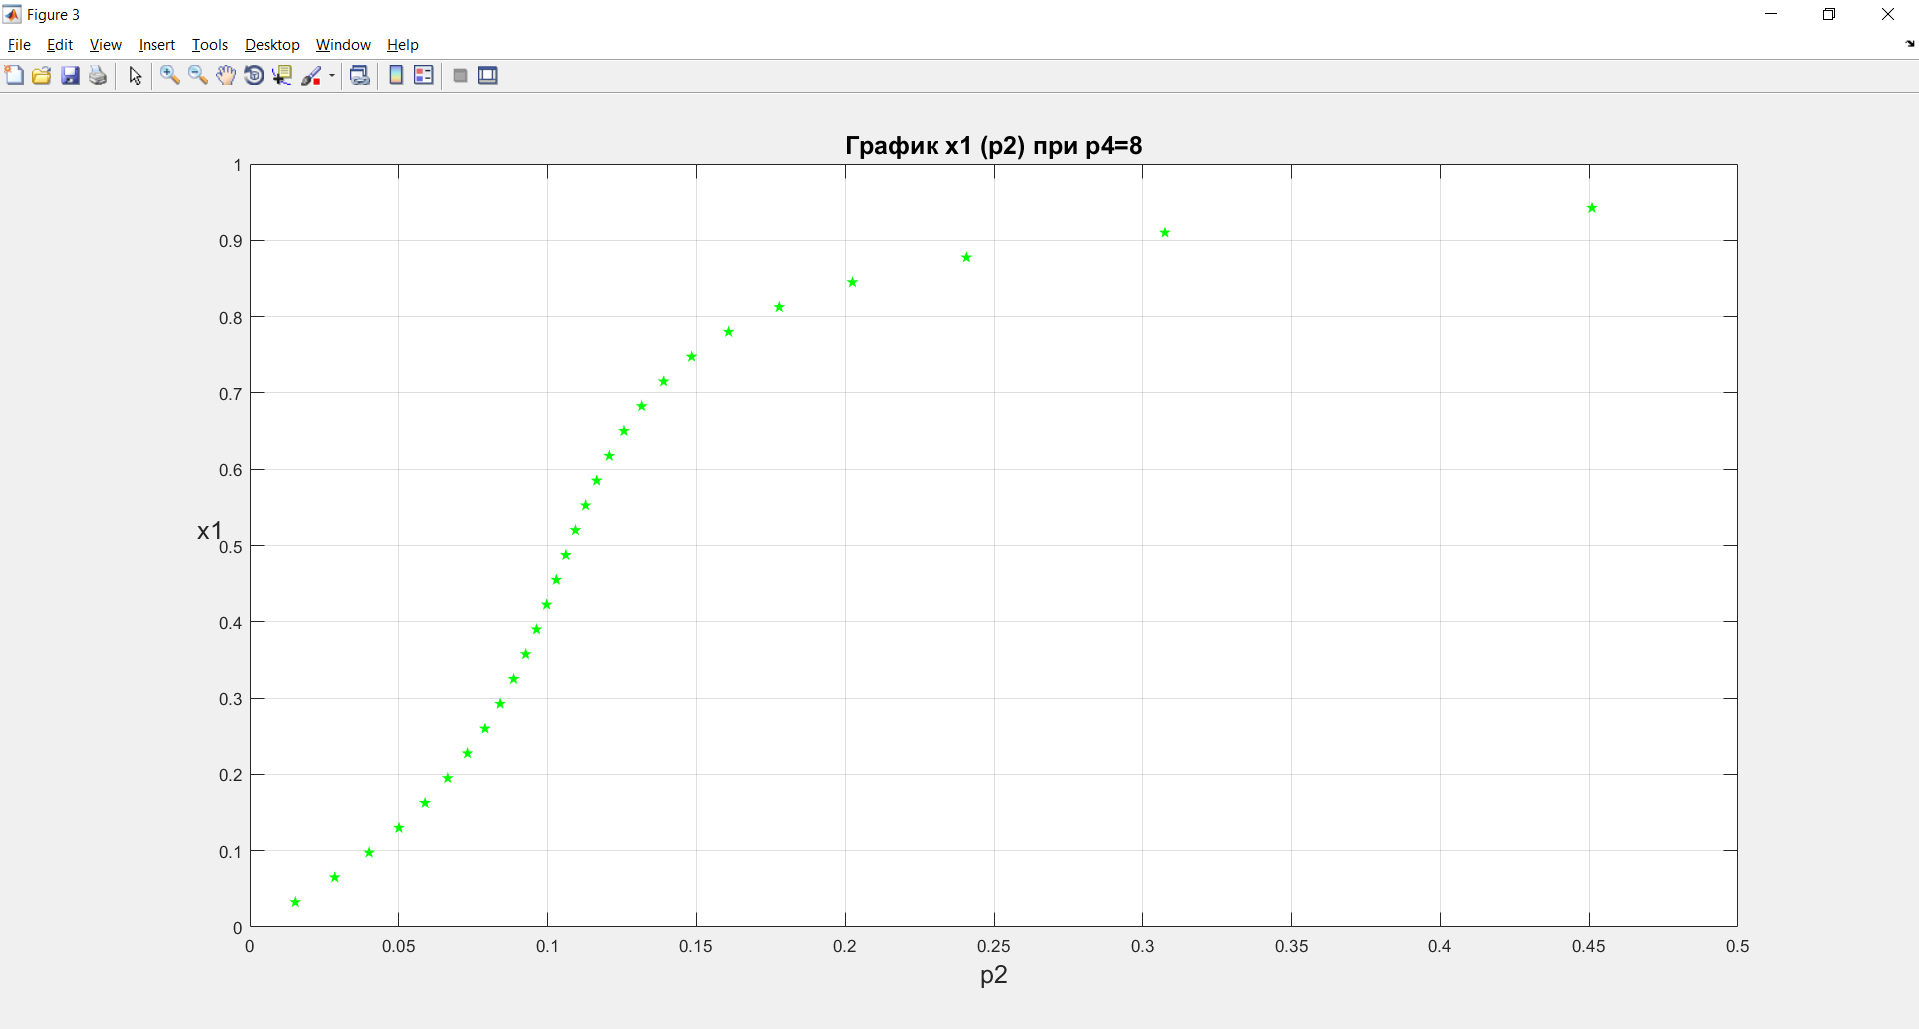 Figure 3
File Edit View Insert Tools Desktop Window Help
График x1 (p2) при p4=8
1
0.9
0.8
0.7
0.6
x1
0.5
0.4
0.3
0.2
0.1
0
0 0.05 0.1 0.15 0.2 0.25 0.3 0.35 0.4 0.45 0.5
p2